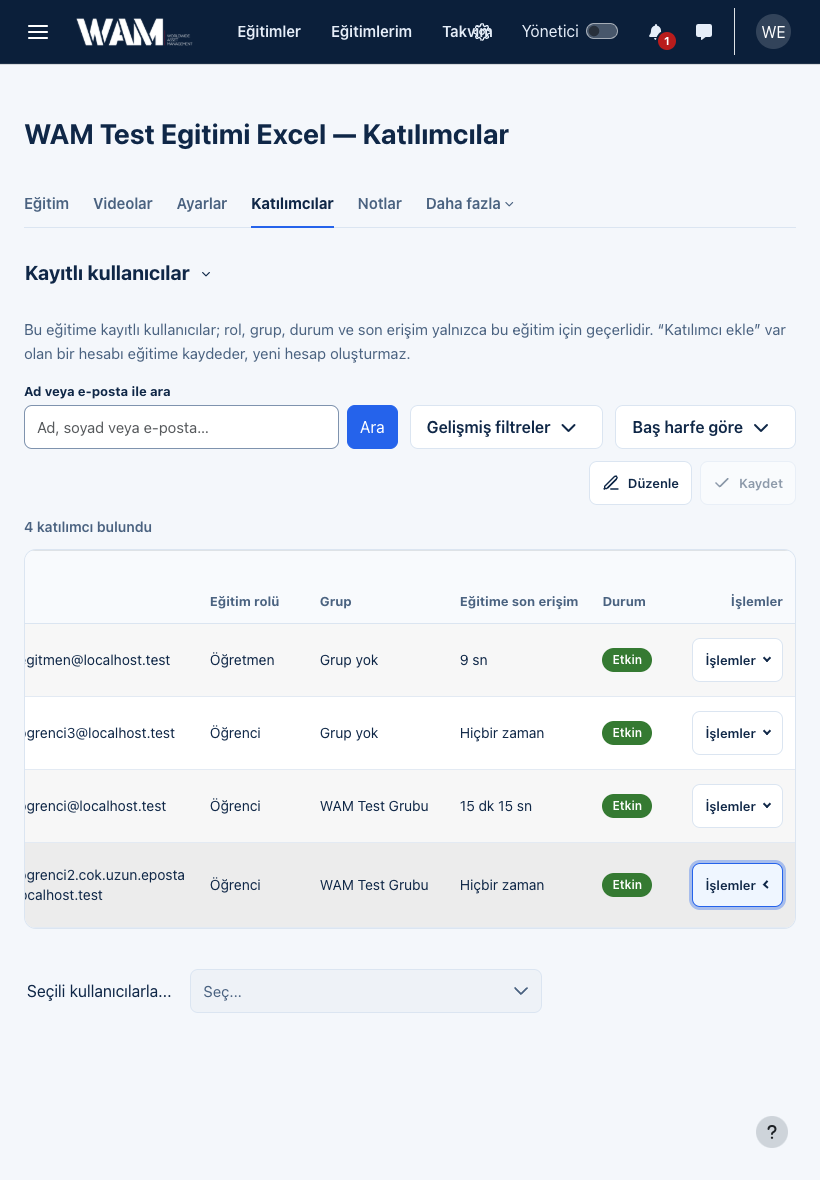 WAM
Eğitimler
Eğitimlerim
Takvim
Yönetici
1
WE
WAM Test Egitimi Excel — Katılımcılar
Eğitim
Videolar
Ayarlar
Katılımcılar
Notlar
Daha fazla
Kayıtlı kullanıcılar
Bu eğitime kayıtlı kullanıcılar; rol, grup, durum ve son erişim yalnızca bu eğitim için geçerlidir. “Katılımcı ekle” var
olan bir hesabı eğitime kaydeder, yeni hesap oluşturmaz.
Ad veya e-posta ile ara
Ad, soyad veya e-posta...
Ara
Gelişmiş filtreler
Baş harfe göre
Düzenle
Kaydet
4 katılımcı bulundu
Eğitim rolü
Grup
Eğitime son erişim
Durum
İşlemler
egitmen@localhost.test
Öğretmen
Grup yok
9 sn
Etkin
İşlemler
ogrenci3@localhost.test
Öğrenci
Grup yok
Hiçbir zaman
Etkin
İşlemler
ogrenci@localhost.test
Öğrenci
WAM Test Grubu
15 dk 15 sn
Etkin
İşlemler
ogrenci2.cok.uzun.eposta
localhost.test
Öğrenci
WAM Test Grubu
Hiçbir zaman
Etkin
İşlemler
Seçili kullanıcılarla...
Seç...
?